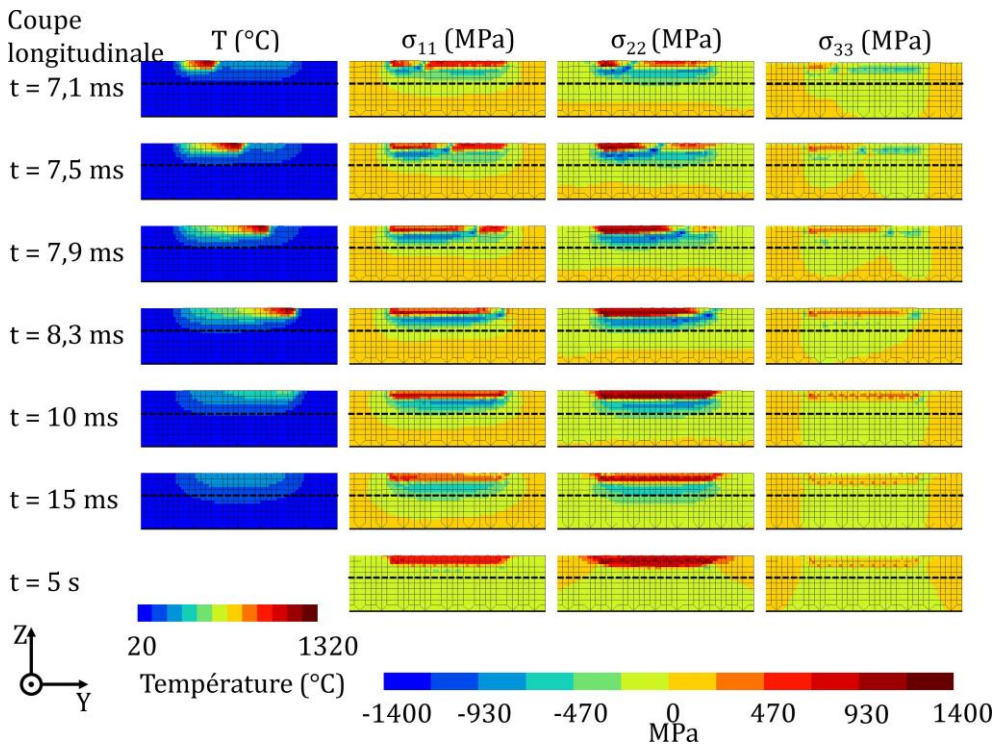 Coupe
longitudinale
T (°C)
σ11 (MPa)
σ22 (MPa)
σ33 (MPa)
t = 7,1 ms
t = 7,5 ms
t = 7,9 ms
t = 8,3 ms
t = 10 ms
t = 15 ms
t = 5 s
20
1320
Z
Y
Température (°C)
-1400
-930
-470
0
470
930
1400
MPa